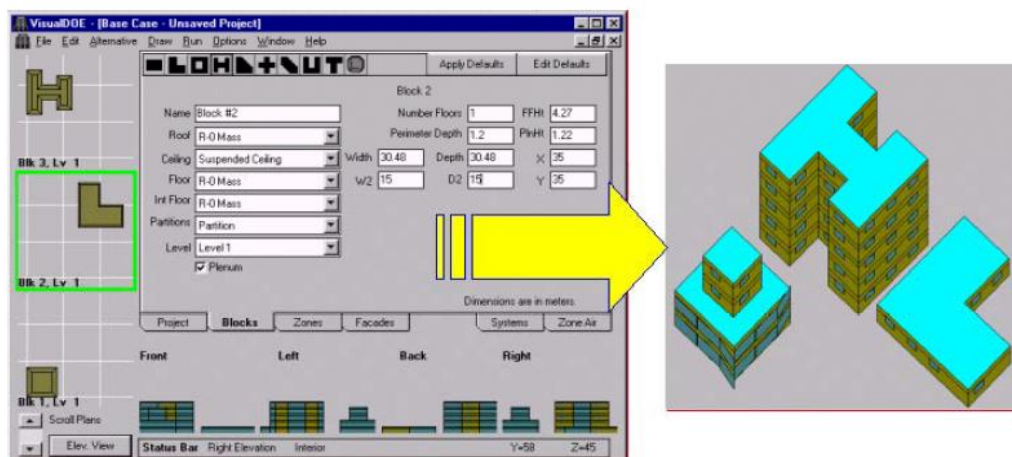 VisualDOE - [Base Case - Unsaved Project]
File Edit Alternative Draw Run Options Window Help
Apply Defaults Edit Defaults
Block 2
Name Block #2 Number Floors 1 FFHt 4.27
Roof R-0 Mass Perimeter Depth 1.2 PlnHt 1.22
Ceiling Suspended Ceiling Width 30.48 Depth 30.48 X 35
Floor R-0 Mass W2 15 D2 15 Y 35
Int Floor R-0 Mass
Partitions Partition
Level Level 1
Plenum
Dimensions are in meters.
Project Blocks Zones Facades Systems Zone Air
Blk 3, Lv 1
Blk 2, Lv 1
Blk 1, Lv 1
Front Left Back Right
Scroll Plans
Elev. View
Status Bar Right Elevation Interior Y=58 Z=45